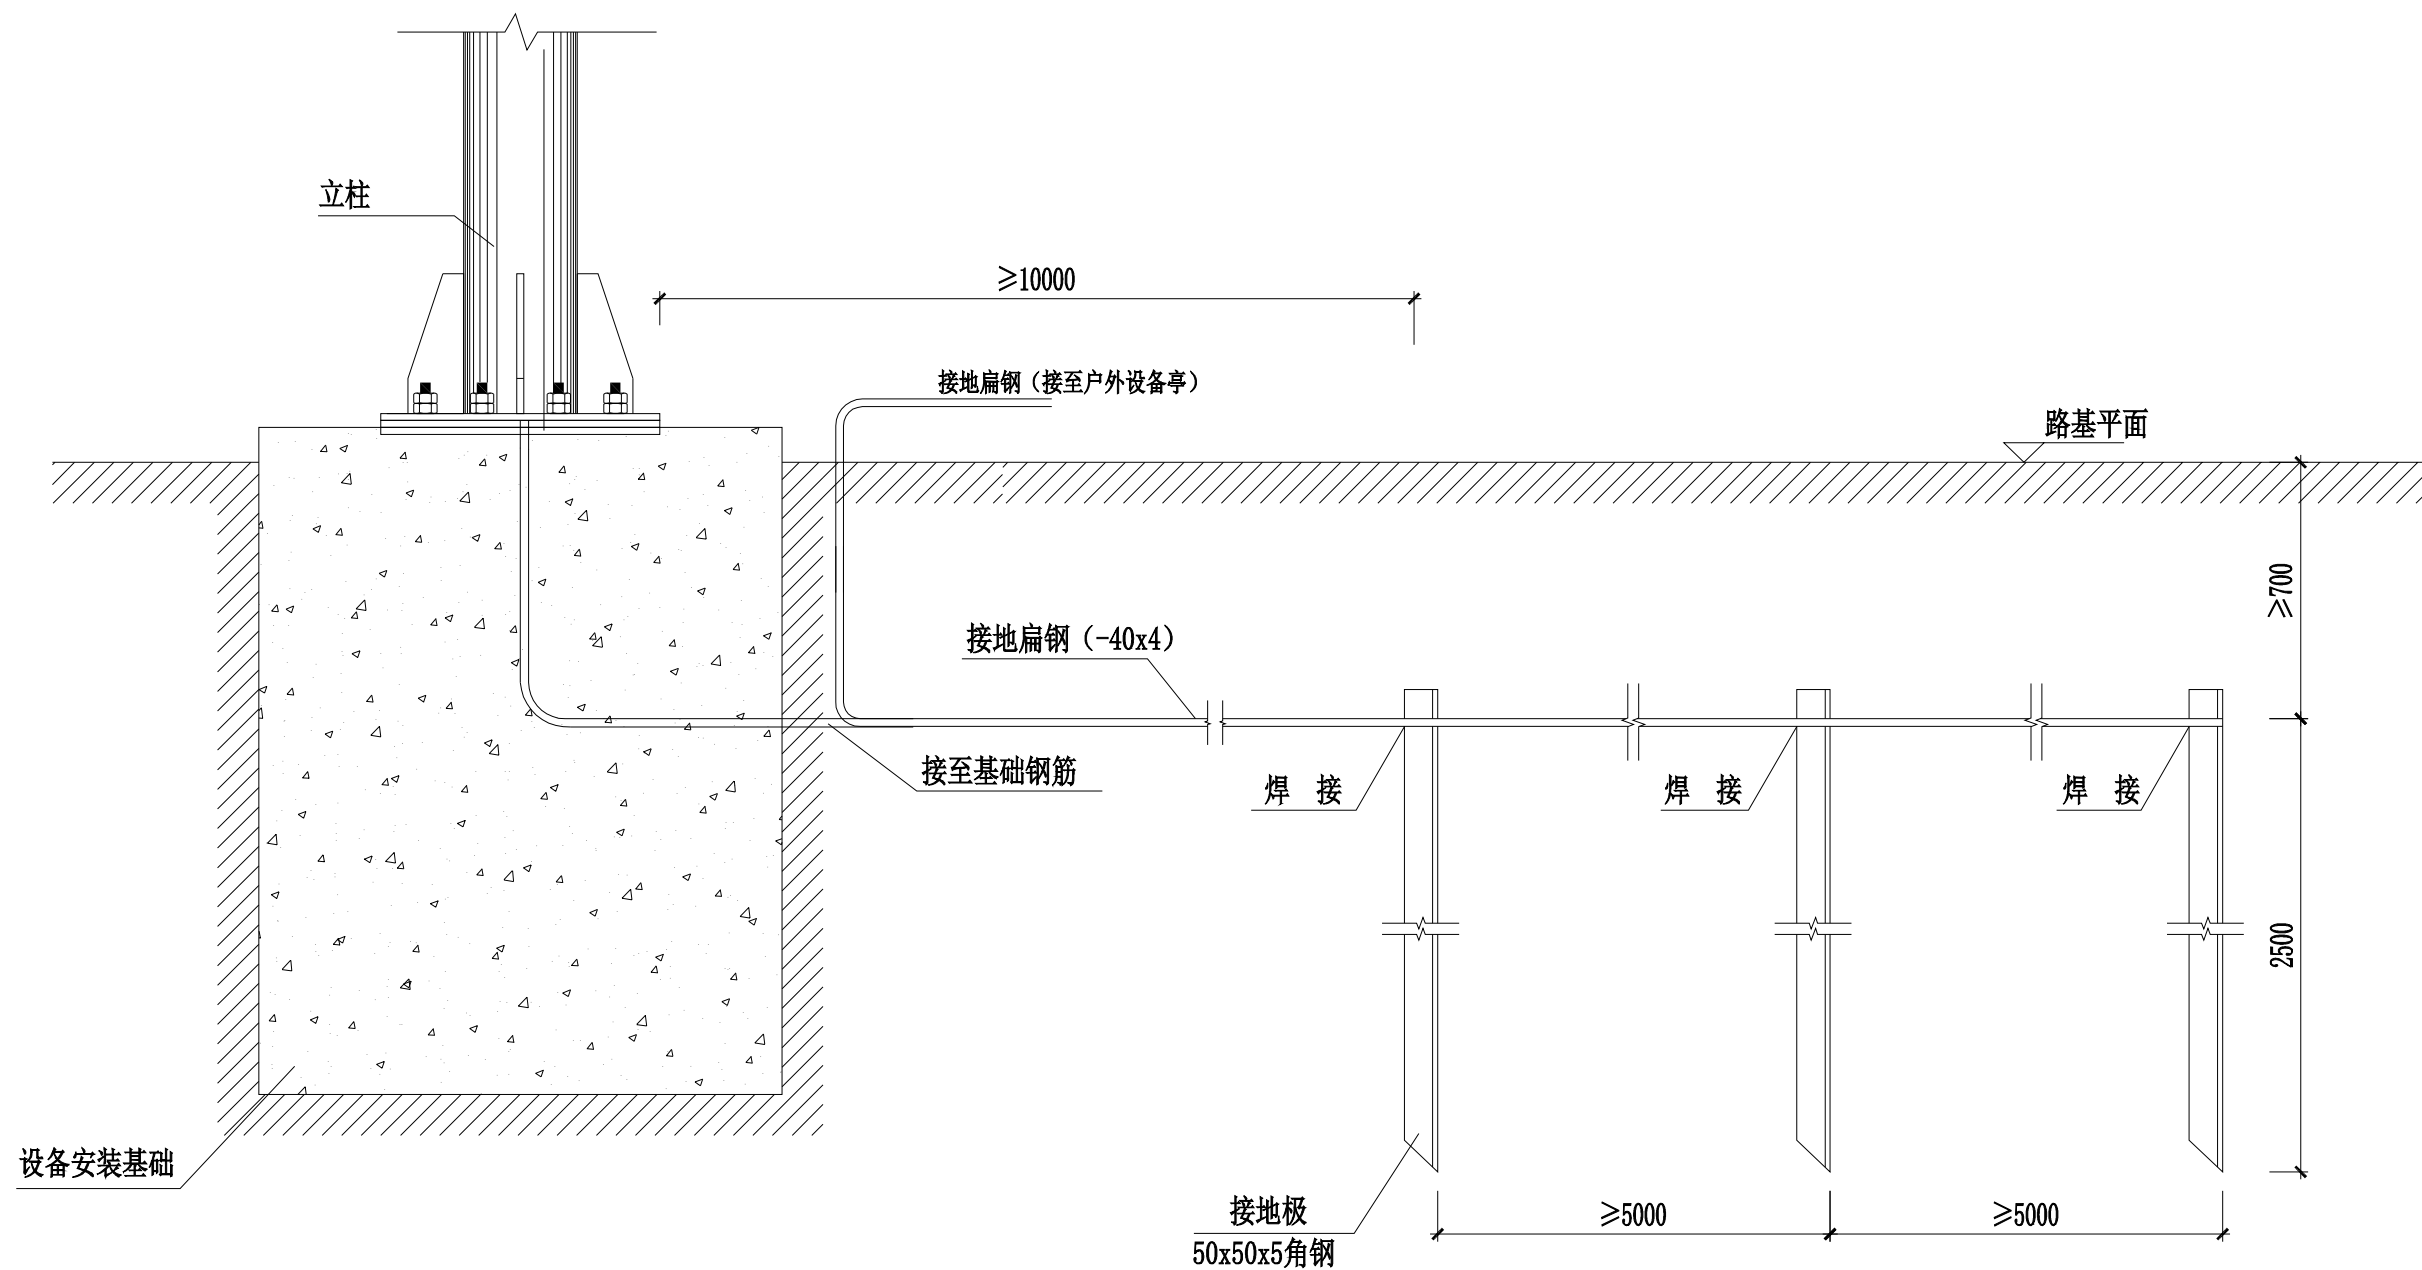 立柱
≥10000
接地扁钢（接至户外设备亭）
路基平面
≥700
接地扁钢（-40x4）
接至基础钢筋
焊 接
焊 接
焊 接
2500
设备安装基础
接地极
50x50x5角钢
≥5000
≥5000